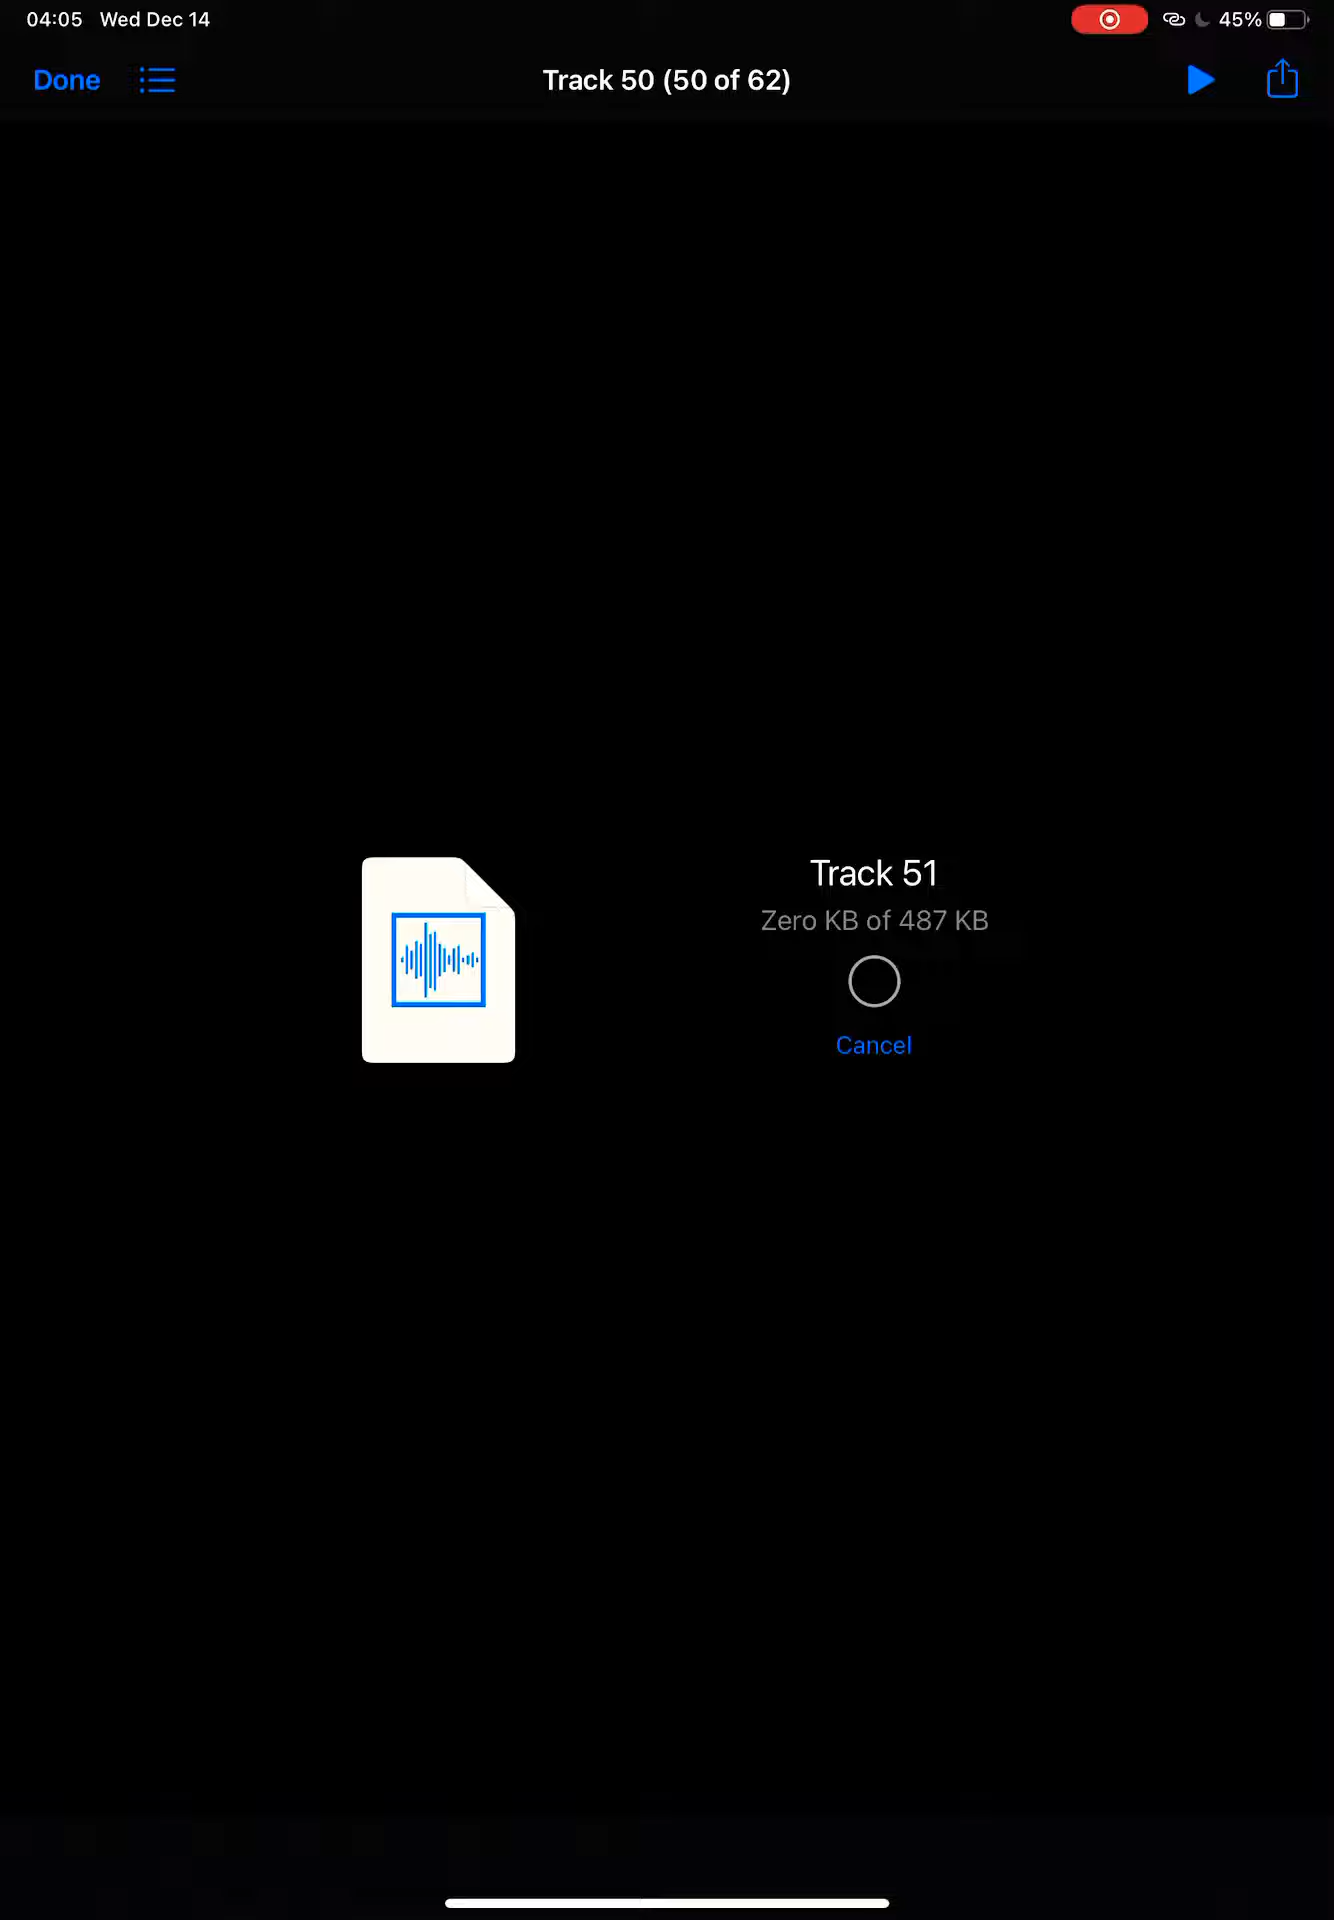 04:05 Wed Dec 14
45%
Done
Track 50 (50 of 62)
Track 51
Zero KB of 487 KB
Cancel